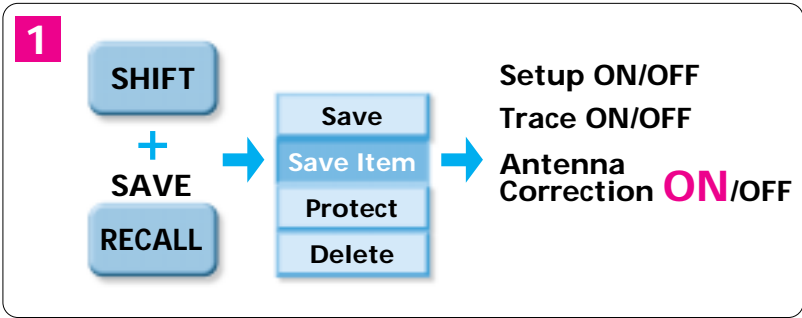 1
SHIFT
+
SAVE
RECALL
Save
Save Item
Protect
Delete
Setup ON/OFF
Trace ON/OFF
Antenna
Correction ON/OFF